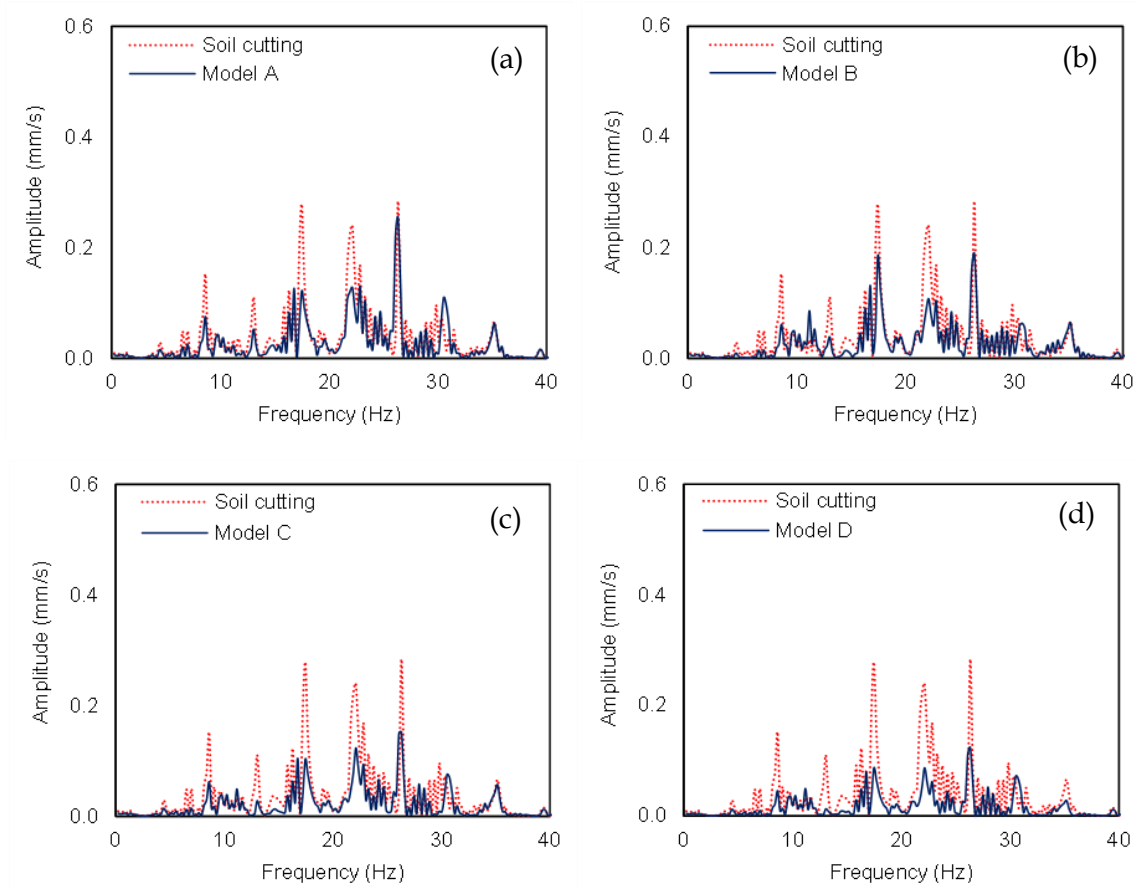 0.6
Soil cutting
Model A
(a)
0.4
0.2
0.0
Amplitude (mm/s)
0 10 20 30 40
Frequency (Hz)
0.6
Soil cutting
Model B
(b)
0.4
0.2
0.0
Amplitude (mm/s)
0 10 20 30 40
Frequency (Hz)
0.6
Soil cutting
Model C
(c)
0.4
0.2
0.0
Amplitude (mm/s)
0 10 20 30 40
Frequency (Hz)
0.6
Soil cutting
Model D
(d)
0.4
0.2
0.0
Amplitude (mm/s)
0 10 20 30 40
Frequency (Hz)